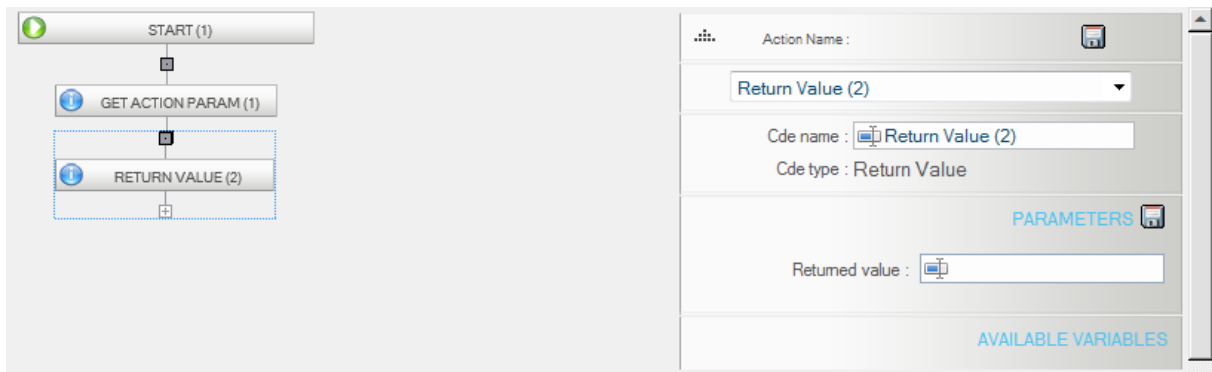 START (1)
GET ACTION PARAM (1)
RETURN VALUE (2)
Action Name :
Return Value (2)
Cde name : Return Value (2)
Cde type : Return Value
PARAMETERS
Returned value :
AVAILABLE VARIABLES